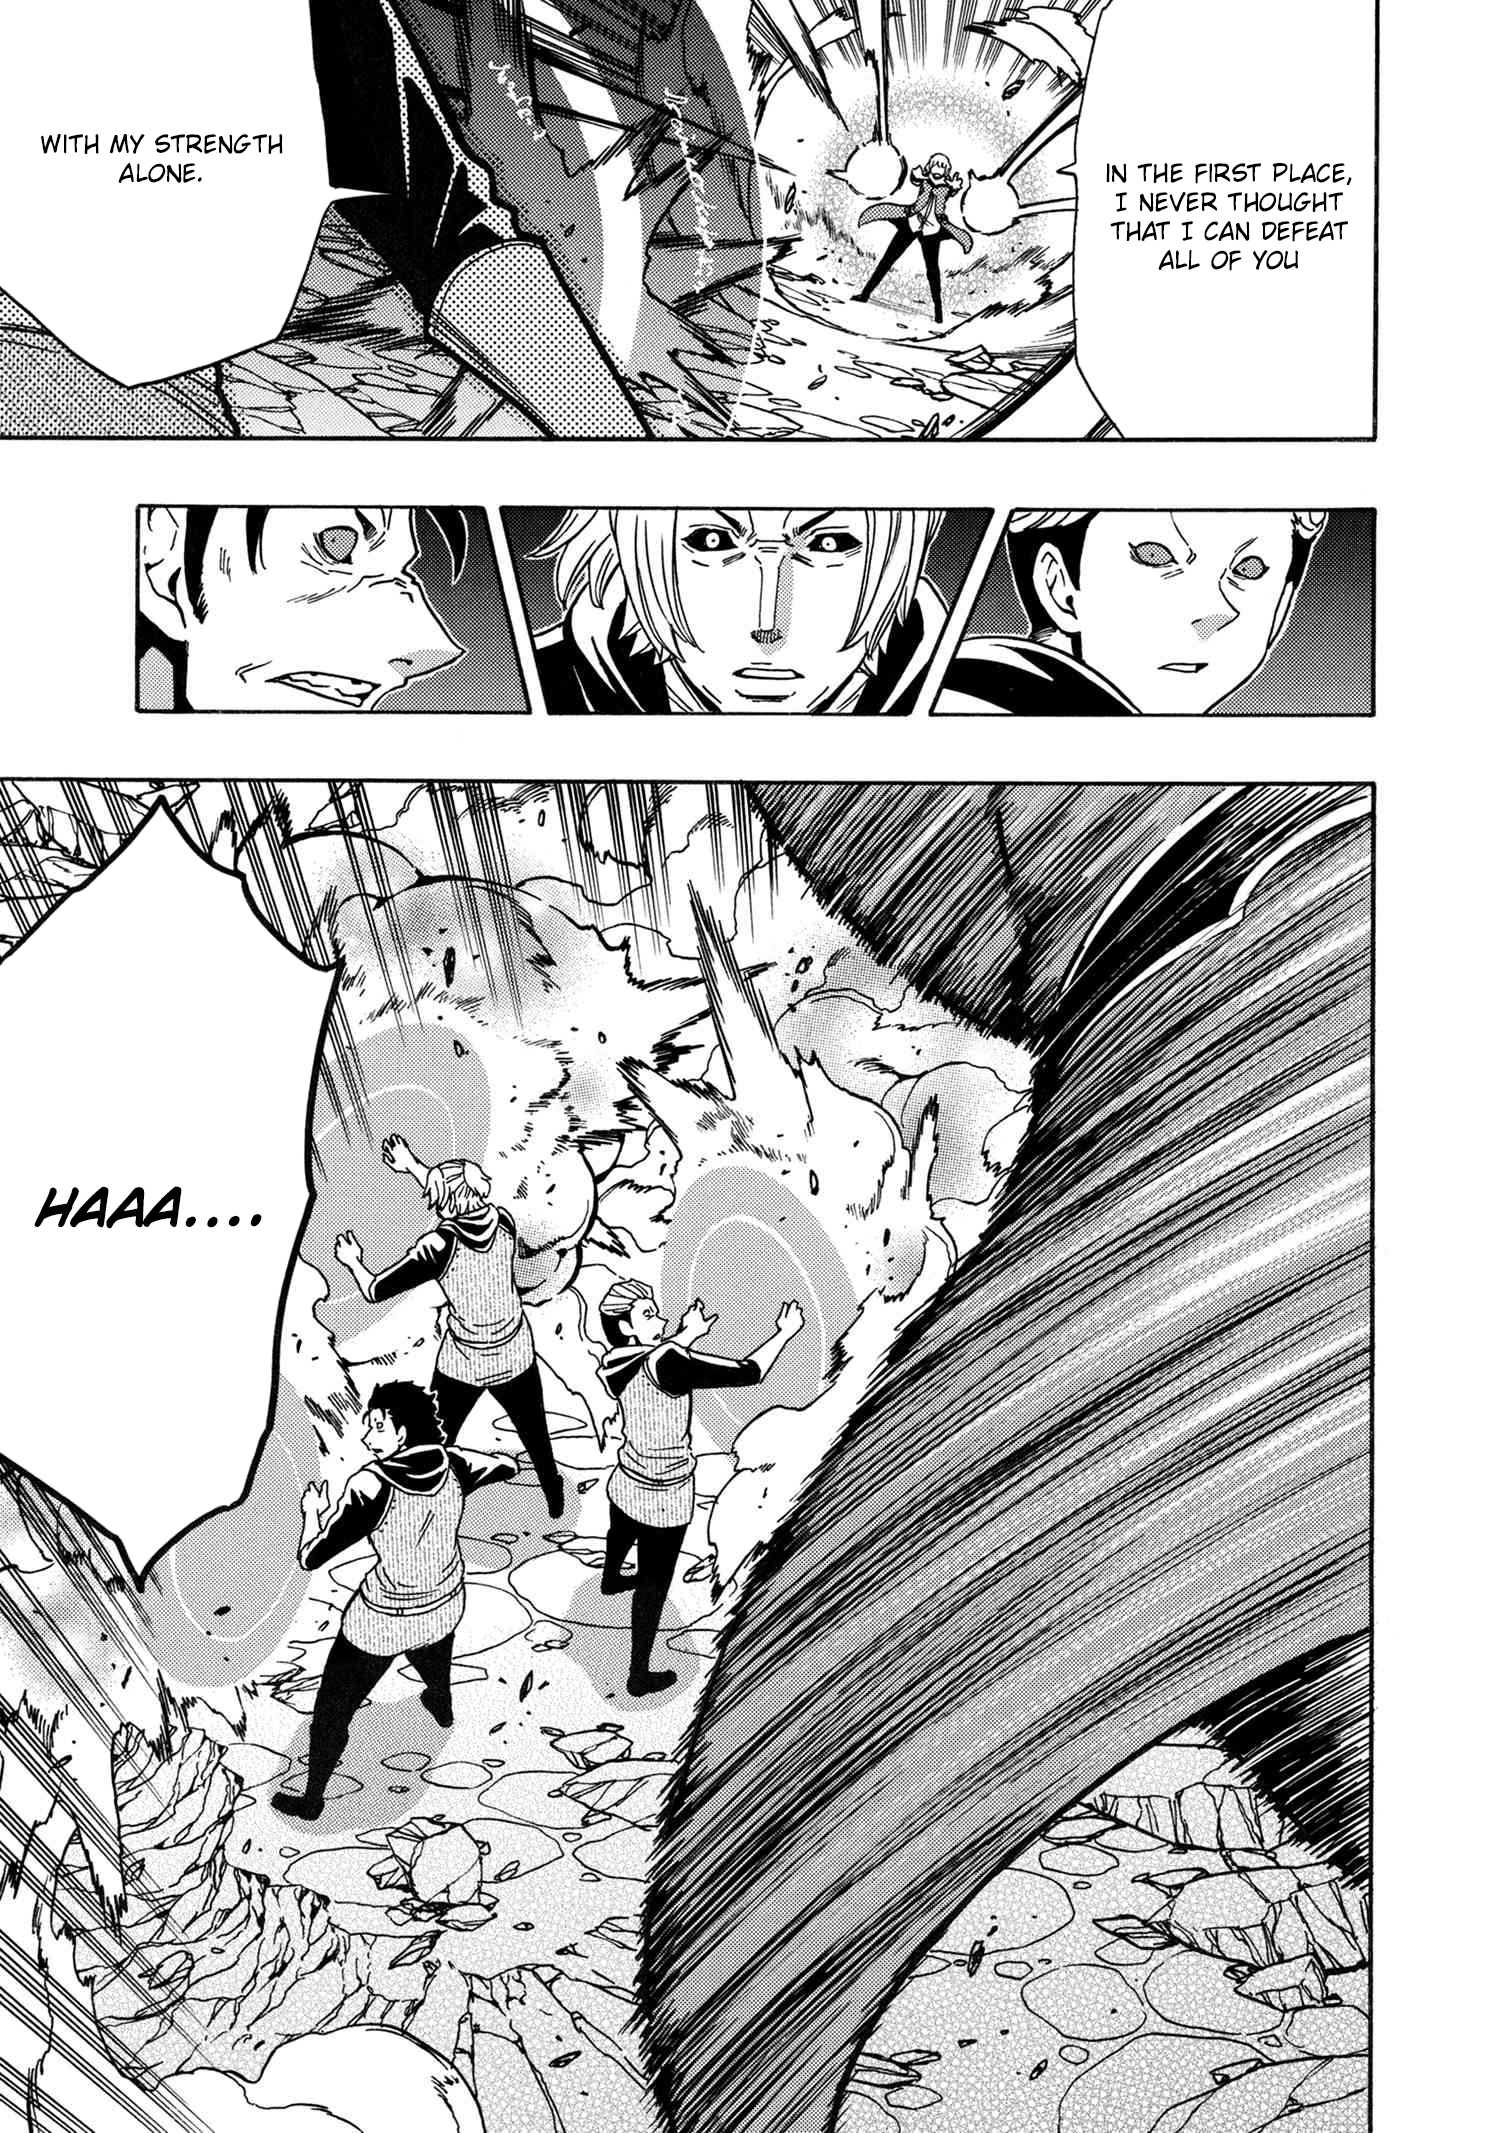 IN THE FIRST PLACE,
I NEVER THOUGHT
THAT I CAN DEFEAT
ALL OF YOU
WITH MY STRENGTH
ALONE.
HAAA....